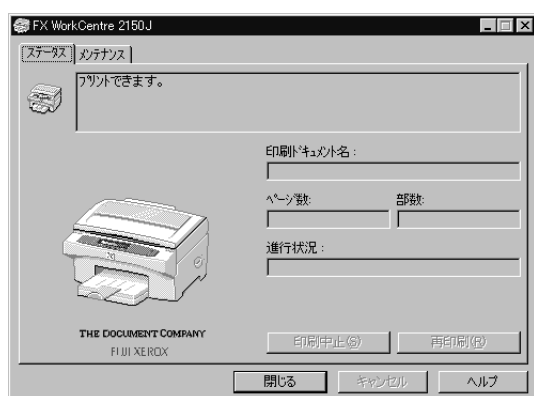 FX WorkCentre 2150J
ステータス メンテナンス
プリントできます。
印刷ドキュメント名：
ページ数: 部数:
進行状況：
THE DOCUMENT COMPANY
FUJI XEROX
印刷中止(S) 再印刷(R)
閉じる キャンセル ヘルプ